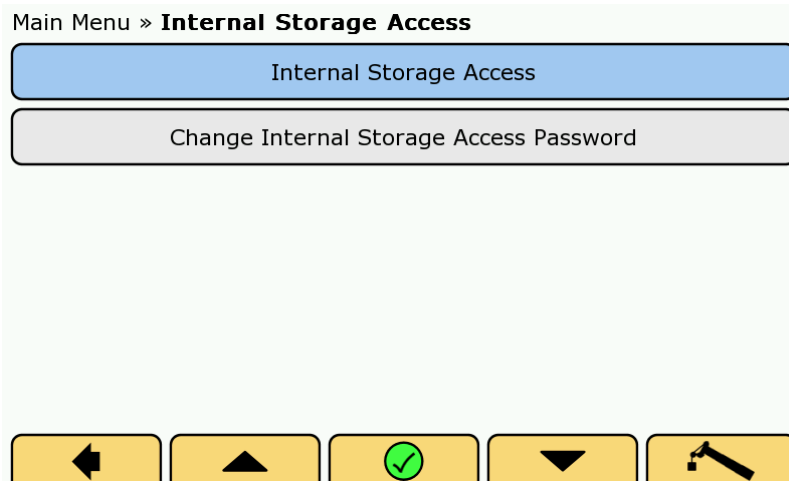 Main Menu » Internal Storage Access
Internal Storage Access
Change Internal Storage Access Password